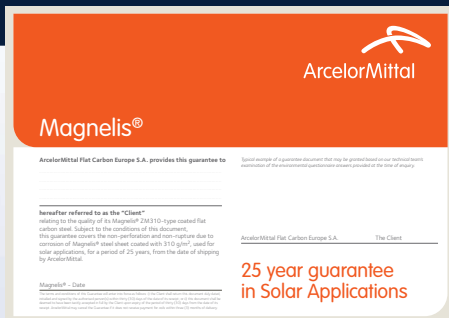 ArcelorMittal
Magnelis®
ArcelorMittal Flat Carbon Europe S.A. provides this guarantee to
Typical example of a guarantee document that may be granted based on our technical teams'
examination of the environmental questionnaire answers provided at the time of enquiry.
hereafter referred to as the "Client"
relating to the quality of its Magnelis® ZM310-type coated flat
carbon steel. Subject to the conditions of this document,
this guarantee covers the non-perforation and non-rupture due to
corrosion of Magnelis® steel sheet coated with 310 g/m², used for
solar applications, for a period of 25 years, from the date of shipping
by ArcelorMittal.
ArcelorMittal Flat Carbon Europe S.A.
The Client
Magnelis® - Date
25 year guarantee
in Solar Applications